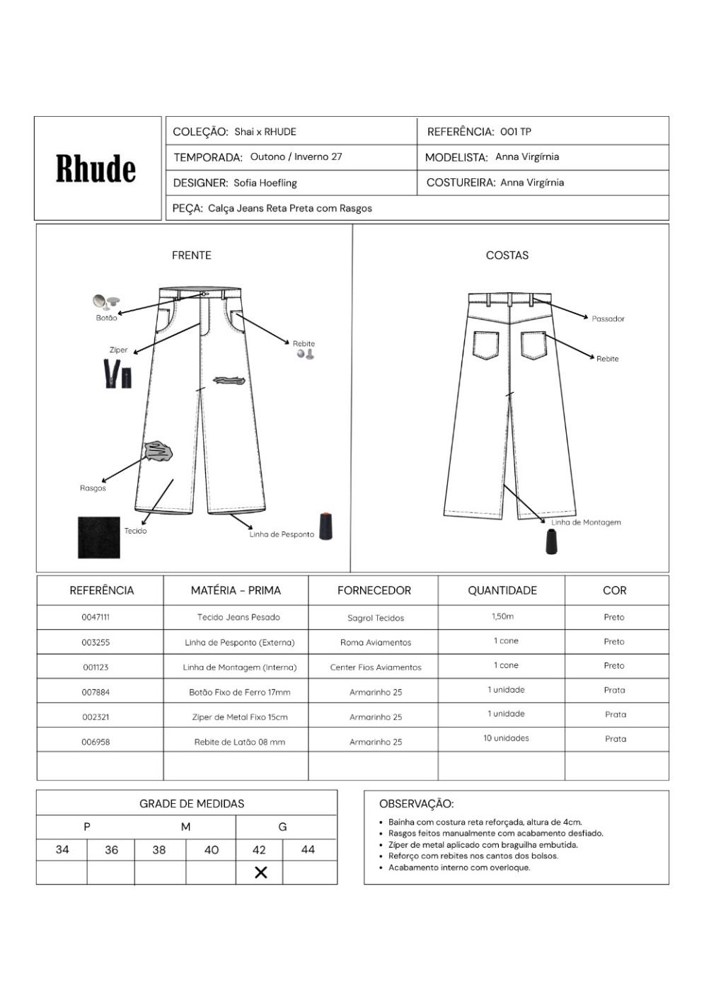 Rhude
COLEÇÃO: Shai x RHUDE
REFERÊNCIA: 001 TP
TEMPORADA: Outono / Inverno 27
MODELISTA: Anna Virgírnia
DESIGNER: Sofia Hoefling
COSTUREIRA: Anna Virgírnia
PEÇA: Calça Jeans Reta Preta com Rasgos
FRENTE
Botão
Zíper
Rebite
Rasgos
Tecido
Linha de Pesponto
COSTAS
Passador
Rebite
Linha de Montagem
REFERÊNCIA MATÉRIA - PRIMA FORNECEDOR QUANTIDADE COR
0047111 Tecido Jeans Pesado Sagrol Tecidos 1,50m Preto
003255 Linha de Pesponto (Externa) Roma Aviamentos 1 cone Preto
001123 Linha de Montagem (Interna) Center Fios Aviamentos 1 cone Preto
007884 Botão Fixo de Ferro 17mm Armarinho 25 1 unidade Prata
002321 Zíper de Metal Fixo 15cm Armarinho 25 1 unidade Prata
006958 Rebite de Latão 08 mm Armarinho 25 10 unidades Prata
GRADE DE MEDIDAS
P M G
34 36 38 40 42 44
X
OBSERVAÇÃO:
• Bainha com costura reta reforçada, altura de 4cm.
• Rasgos feitos manualmente com acabamento desfiado.
• Zíper de metal aplicado com braguilha embutida.
• Reforço com rebites nos cantos dos bolsos.
• Acabamento interno com overloque.